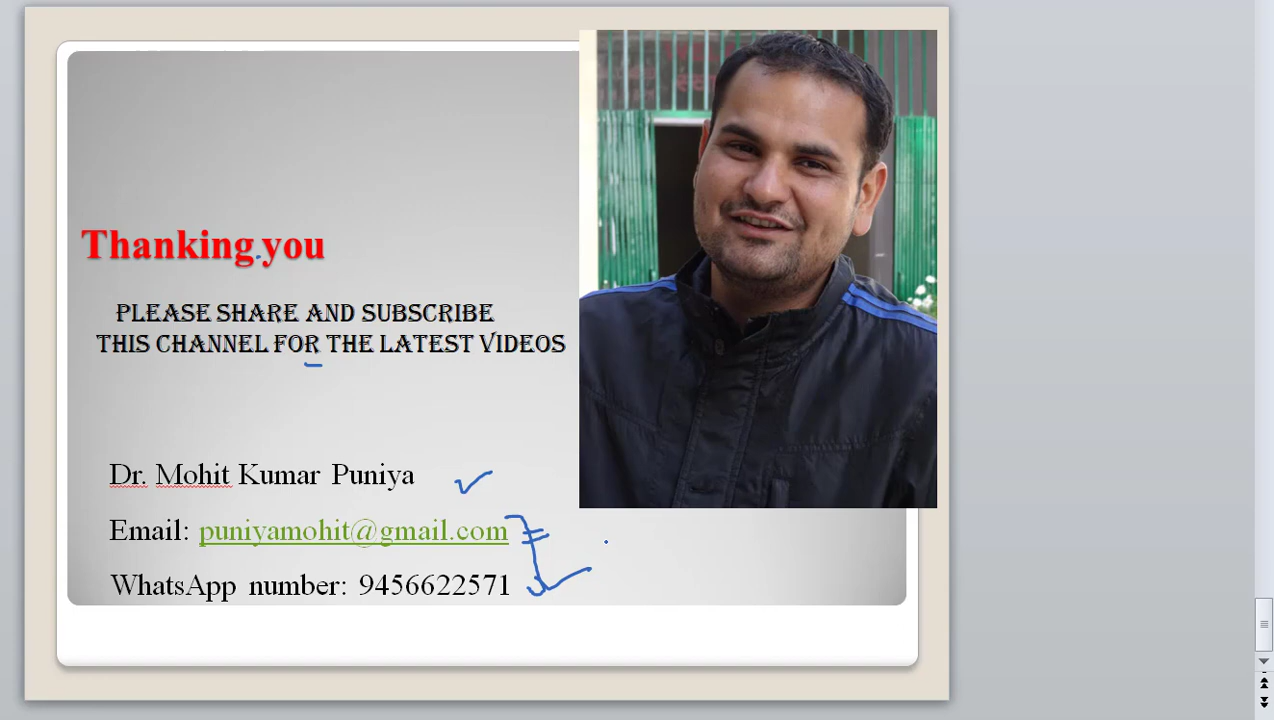 Thanking you
PLEASE SHARE AND SUBSCRIBE
THIS CHANNEL FOR THE LATEST VIDEOS
Dr. Mohit Kumar Puniya
Email: puniyamohit@gmail.com
WhatsApp number: 9456622571